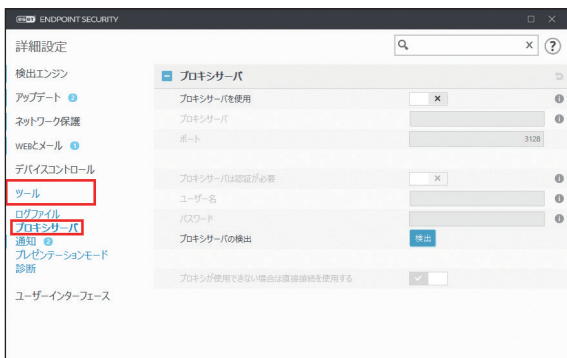 eset ENDPOINT SECURITY
詳細設定
x ?
検出エンジン
アップデート 2
ネットワーク保護
WEBとメール 1
デバイスコントロール
ツール
ログファイル
プロキシサーバ
通知 2
プレゼンテーションモード
診断
ユーザーインターフェース
プロキシサーバ
プロキシサーバを使用
プロキシサーバ
ポート 3128
プロキシサーバは認証が必要
ユーザー名
パスワード
プロキシサーバの検出 検出
プロキシが使用できない場合は直接接続を使用する